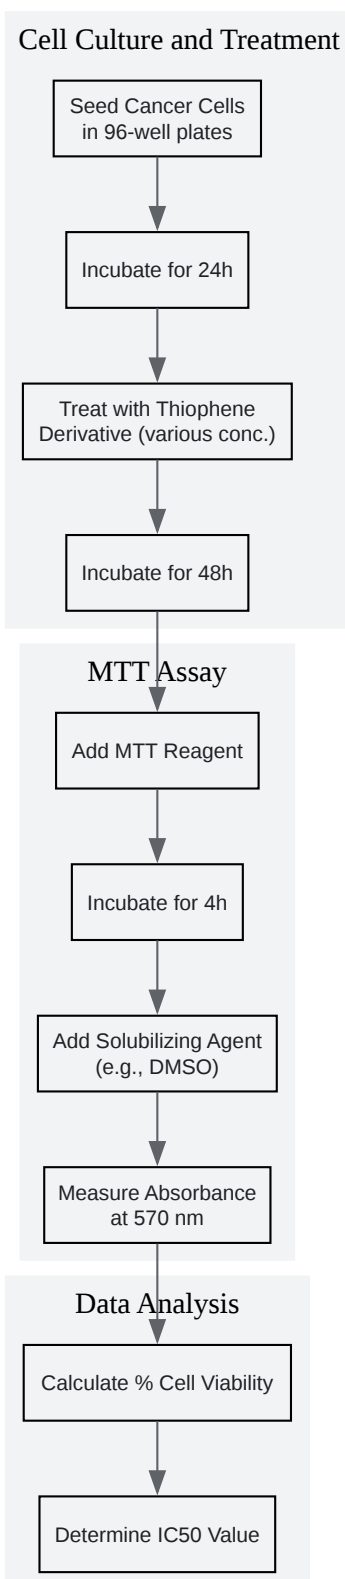 Cell Culture and Treatment
Seed Cancer Cells
in 96-well plates
Incubate for 24h
Treat with Thiophene
Derivative (various conc.)
Incubate for 48h
MTT Assay
Add MTT Reagent
Incubate for 4h
Add Solubilizing Agent
(e.g., DMSO)
Measure Absorbance
at 570 nm
Data Analysis
Calculate % Cell Viability
Determine IC50 Value